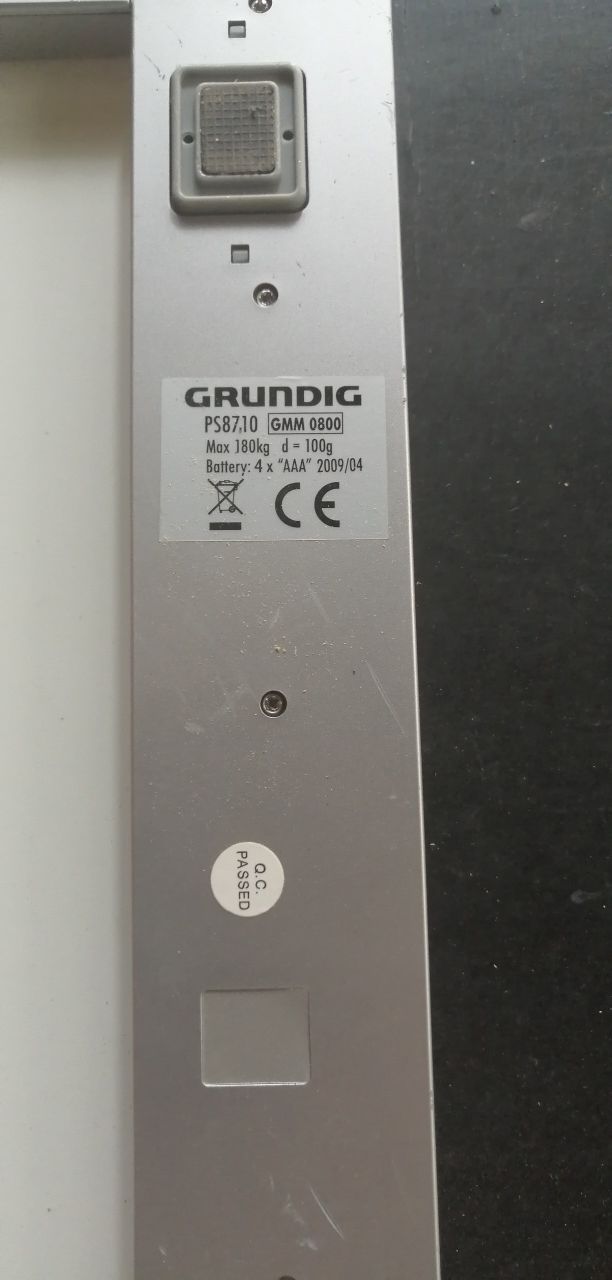 GRUNDIG
PS8710 GMM 0800
Max 180kg d = 100g
Battery: 4 x "AAA" 2009/04
CE
Q.C.
PASSED